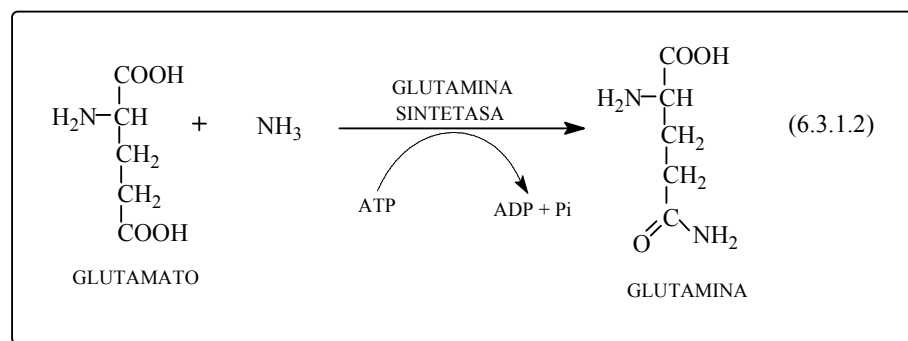 COOH
H₂N–CH
CH₂
CH₂
COOH
GLUTAMATO
+
NH₃
GLUTAMINA
SINTETASA
ATP
ADP + Pi
COOH
H₂N–CH
CH₂
CH₂
C
O NH₂
GLUTAMINA
(6.3.1.2)